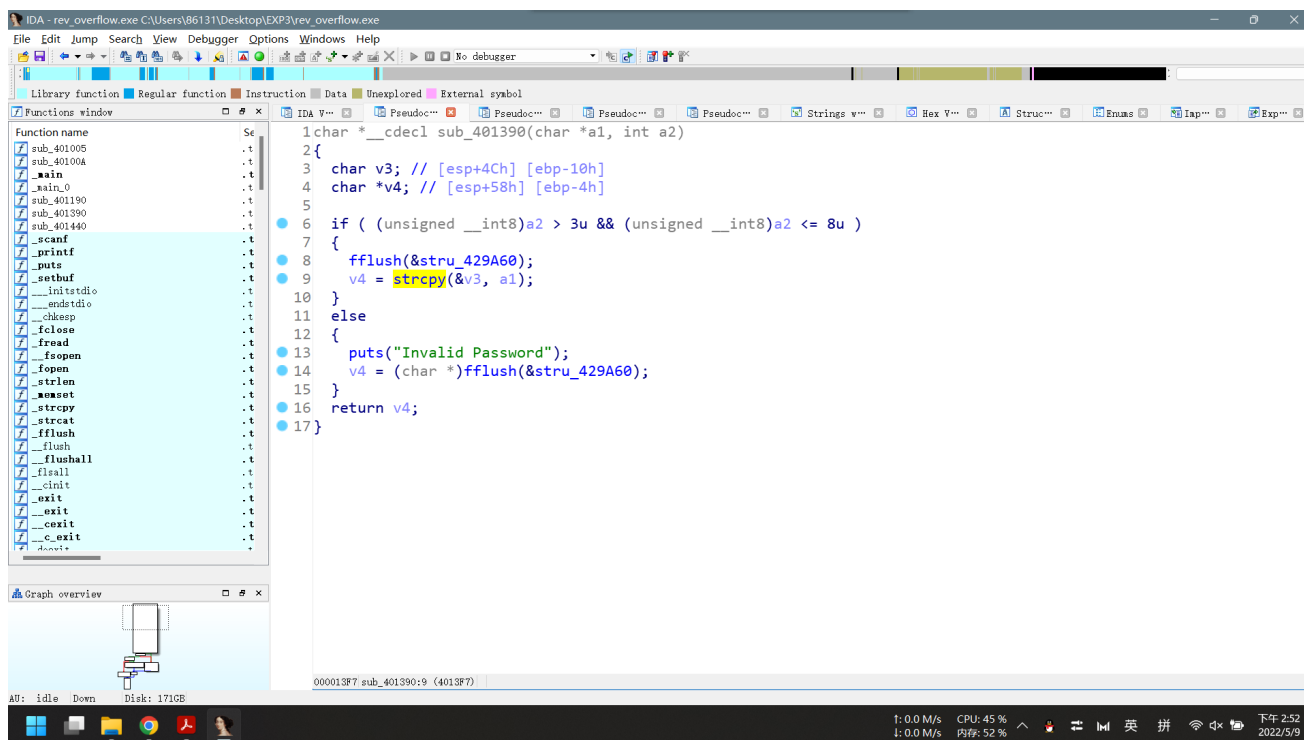 IDA - rev_overflow.exe C:\Users\86131\Desktop\EXP3\rev_overflow.exe
File Edit Jump Search View Debugger Options Windows Help
No debugger
Library function Regular function Instruction Data Unexplored External symbol
Functions window
IDA V… Pseudoc… Pseudoc… Pseudoc… Pseudoc… Strings w… Hex V… Struc… Enums Imp… Exp…
Function name Se
sub_401005 .t
sub_40100A .t
_main .t
_main_0 .t
sub_401190 .t
sub_401390 .t
sub_401440 .t
_scanf .t
_printf .t
_puts .t
_setbuf .t
___initstdio .t
___endstdio .t
__chkesp .t
_fclose .t
_fread .t
__fsopen .t
_fopen .t
_strlen .t
_memset .t
_strcpy .t
_strcat .t
_fflush .t
__flush .t
__flushall .t
_flsall .t
__cinit .t
_exit .t
__exit .t
__cexit .t
__c_exit .t
1 char *__cdecl sub_401390(char *a1, int a2)
2 {
3 char v3; // [esp+4Ch] [ebp-10h]
4 char *v4; // [esp+58h] [ebp-4h]
5
6 if ( (unsigned __int8)a2 > 3u && (unsigned __int8)a2 <= 8u )
7 {
8 fflush(&stru_429A60);
9 v4 = strcpy(&v3, a1);
10 }
11 else
12 {
13 puts("Invalid Password");
14 v4 = (char *)fflush(&stru_429A60);
15 }
16 return v4;
17 }
Graph overview
000013F7 sub_401390:9 (4013F7)
AU: idle Down Disk: 171GB
↑: 0.0 M/s CPU: 45 %
↓: 0.0 M/s 内存: 52 %
英 拼
下午 2:52
2022/5/9